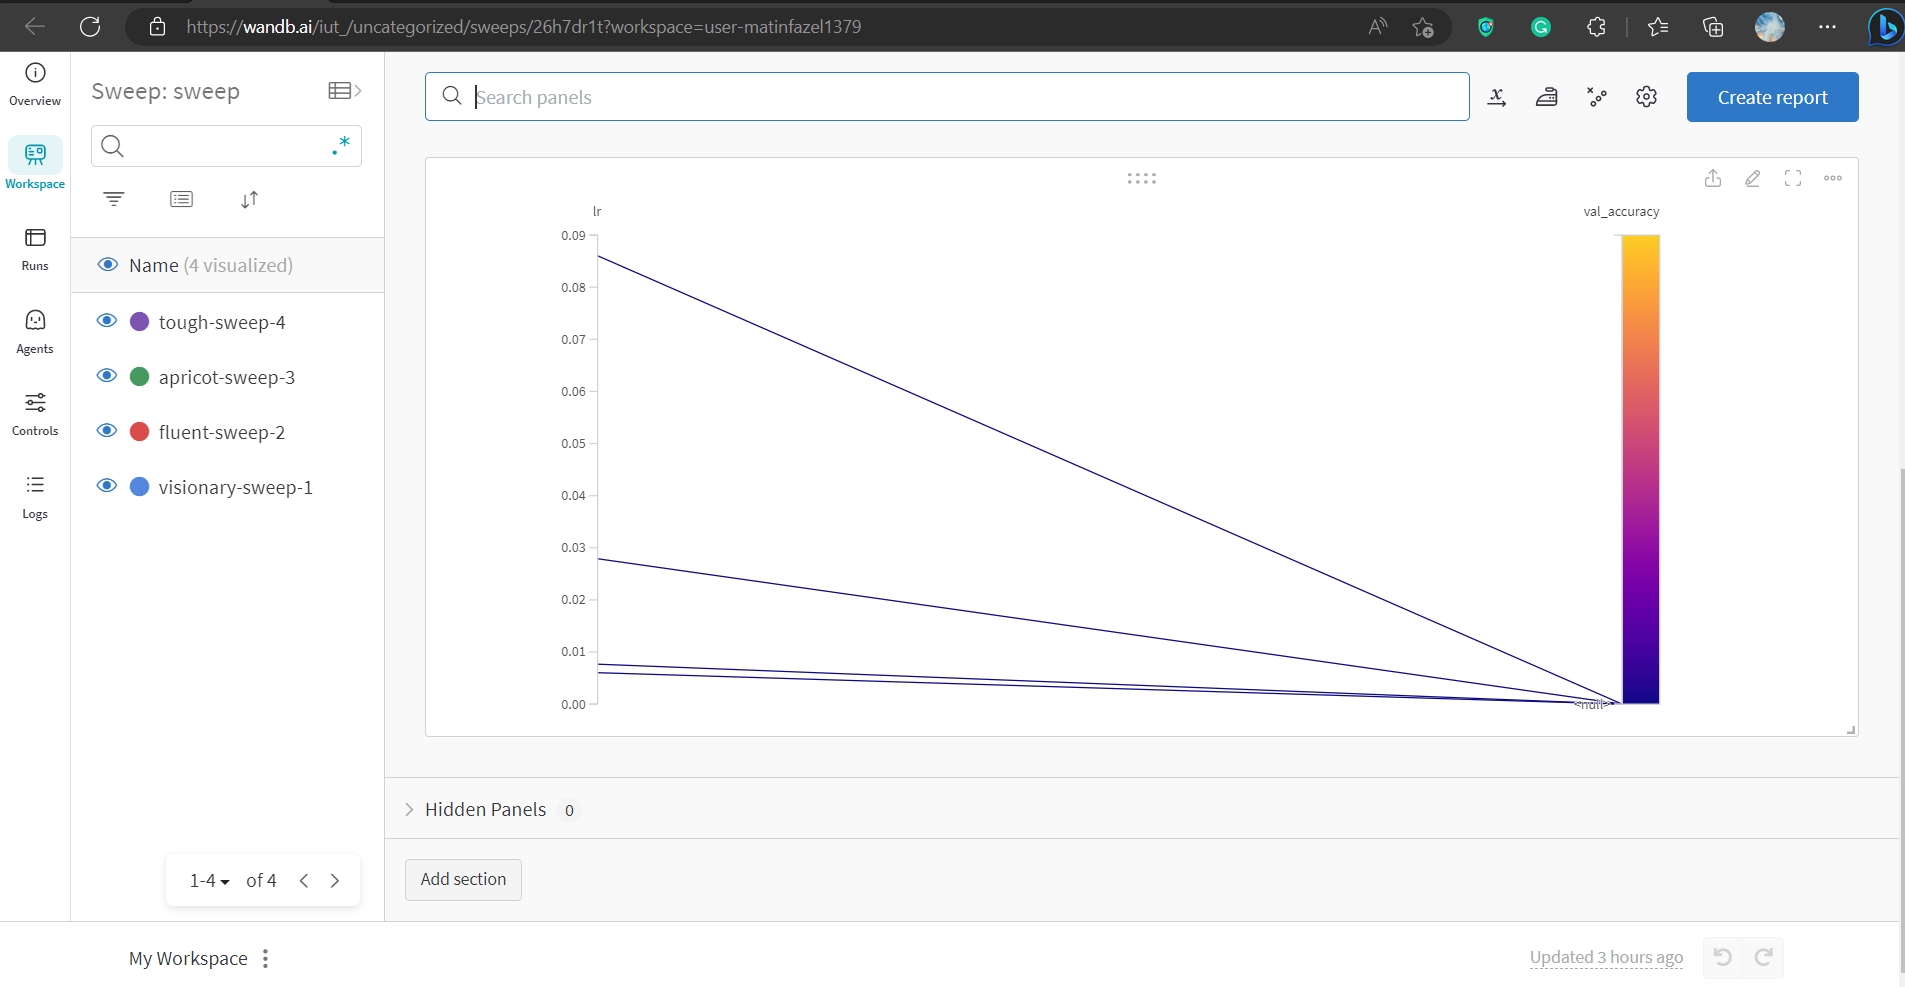 https://wandb.ai/iut_/uncategorized/sweeps/26h7dr1t?workspace=user-matinfazel1379
Overview
Workspace
Runs
Agents
Controls
Logs
Sweep: sweep
.*
Name (4 visualized)
tough-sweep-4
apricot-sweep-3
fluent-sweep-2
visionary-sweep-1
1-4 of 4
Search panels
Create report
lr
val_accuracy
0.09
0.08
0.07
0.06
0.05
0.04
0.03
0.02
0.01
0.00
<null>
Hidden Panels 0
Add section
My Workspace
Updated 3 hours ago